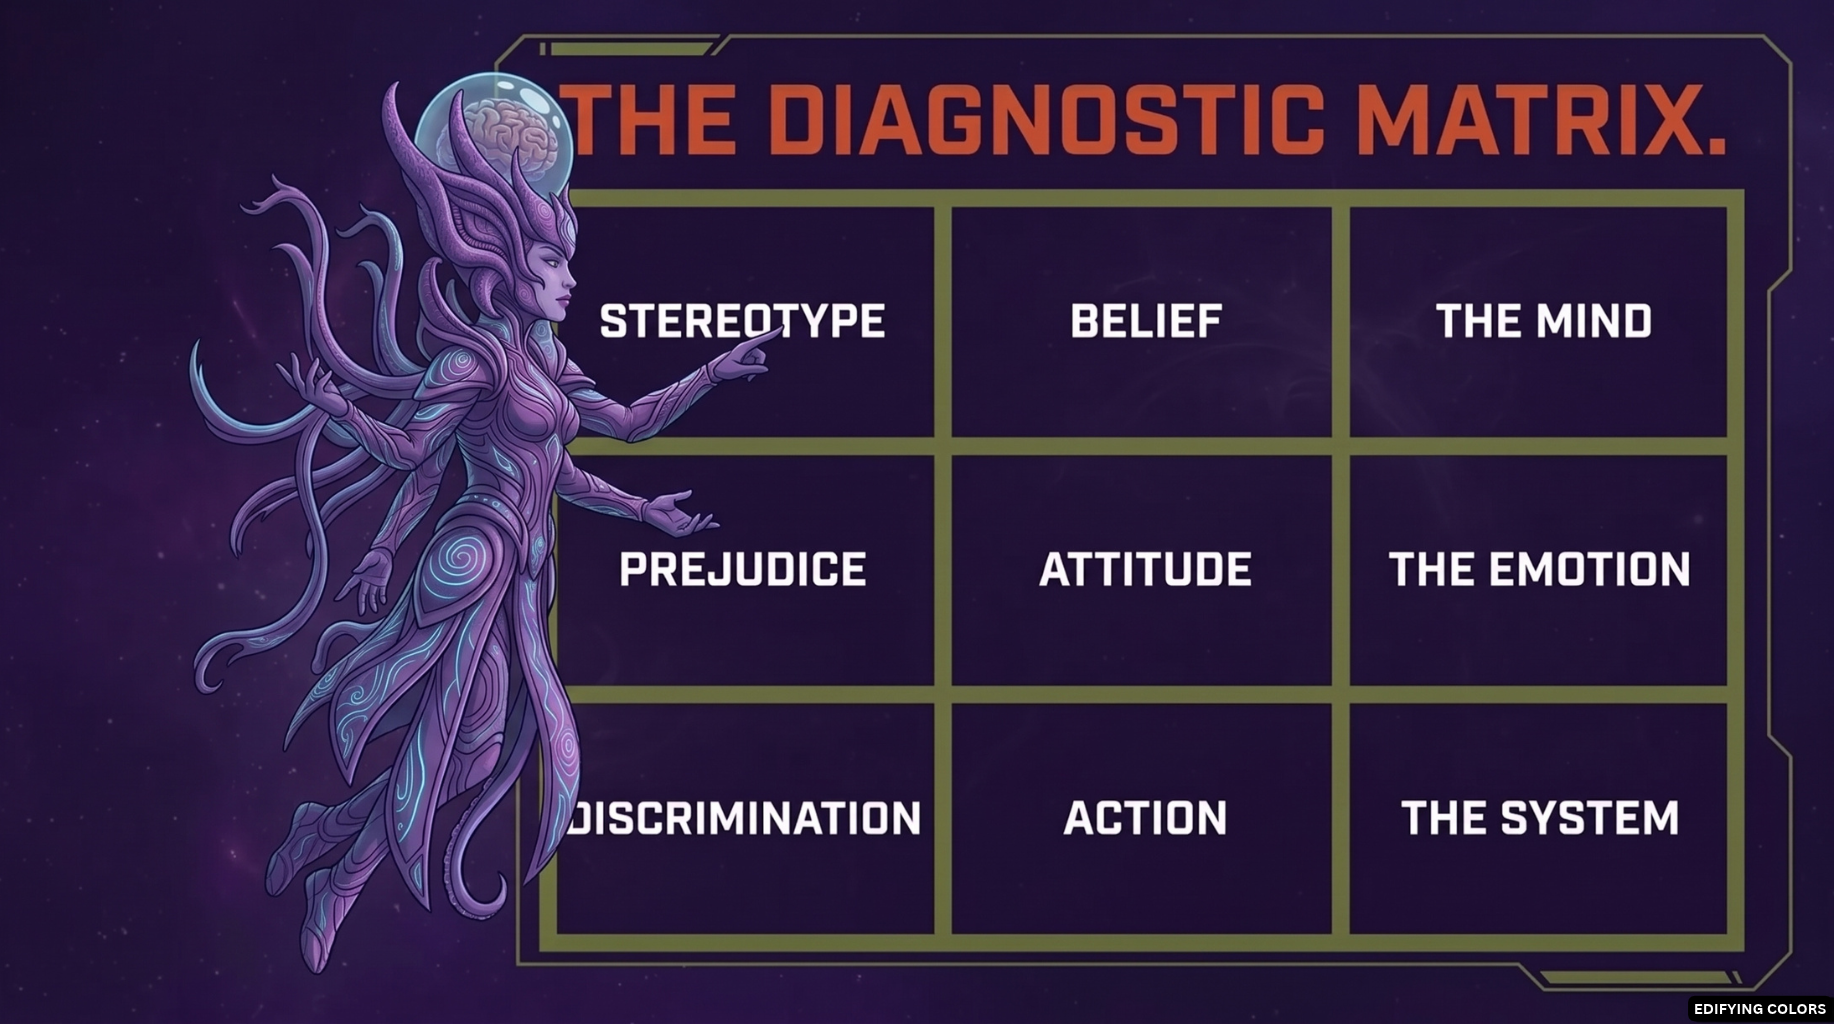 THE DIAGNOSTIC MATRIX.
STEREOTYPE BELIEF THE MIND
PREJUDICE ATTITUDE THE EMOTION
DISCRIMINATION ACTION THE SYSTEM
EDIFYING COLORS